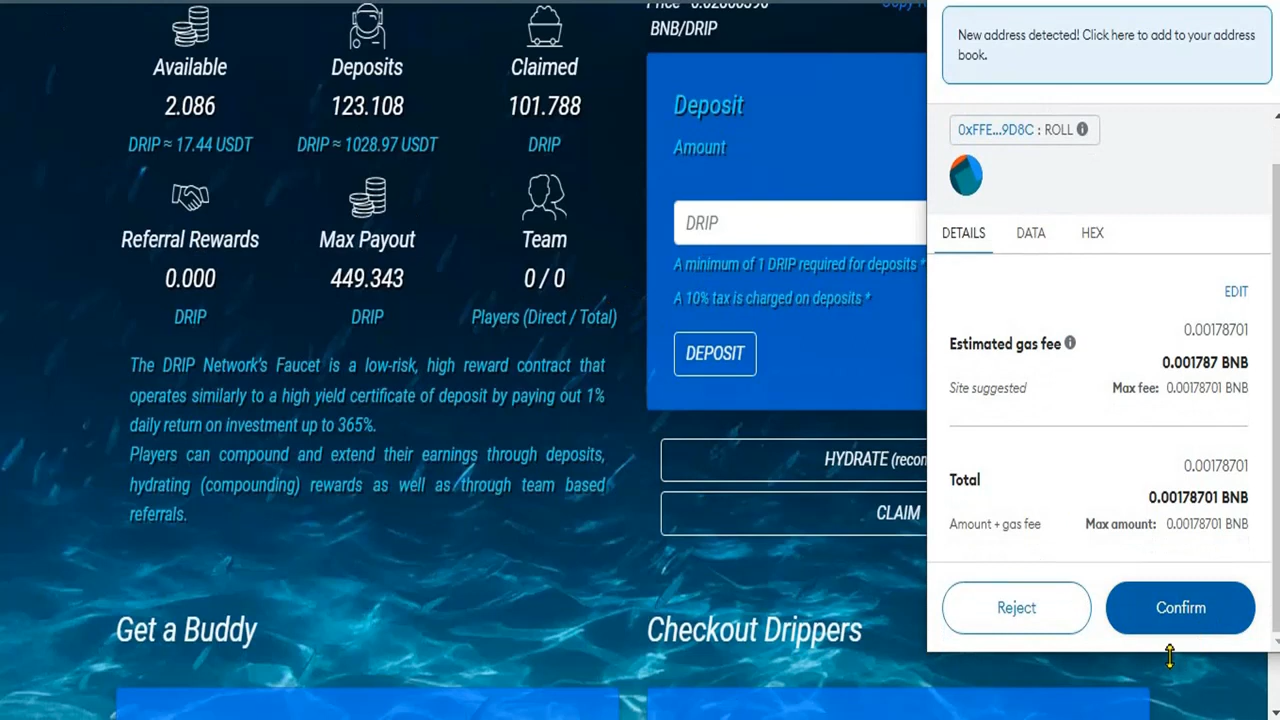 Available
2.086
DRIP ≈ 17.44 USDT
Deposits
123.108
DRIP ≈ 1028.97 USDT
Claimed
101.788
DRIP
Referral Rewards
0.000
DRIP
Max Payout
449.343
DRIP
Team
0 / 0
Players (Direct / Total)
The DRIP Network's Faucet is a low-risk, high reward contract that
operates similarly to a high yield certificate of deposit by paying out 1%
daily return on investment up to 365%.
Players can compound and extend their earnings through deposits,
hydrating (compounding) rewards as well as through team based
referrals.
BNB/DRIP
Deposit
Amount
DRIP
A minimum of 1 DRIP required for deposits *
A 10% tax is charged on deposits *
DEPOSIT
HYDRATE (recom
CLAIM
Get a Buddy
Checkout Drippers
New address detected! Click here to add to your address
book.
0xFFE...9D8C : ROLL
DETAILS
DATA
HEX
EDIT
0.00178701
Estimated gas fee
0.001787 BNB
Site suggested
Max fee: 0.00178701 BNB
0.00178701
Total
0.00178701 BNB
Amount + gas fee
Max amount: 0.00178701 BNB
Reject
Confirm